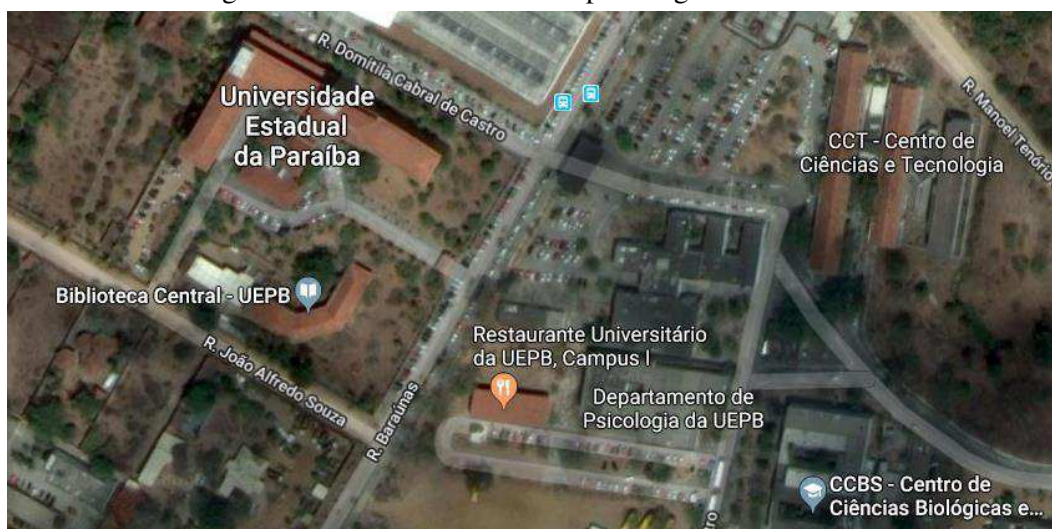 R. Domitila Cabral de Castro
Universidade
Estadual
da Paraíba
R. Manoel Tenório
CCT - Centro de
Ciências e Tecnologia
Biblioteca Central - UEPB
R. João Alfredo Souza
R. Baraúnas
Restaurante Universitário
da UEPB, Campus I
Departamento de
Psicologia da UEPB
CCBS - Centro de
Ciências Biológicas e...